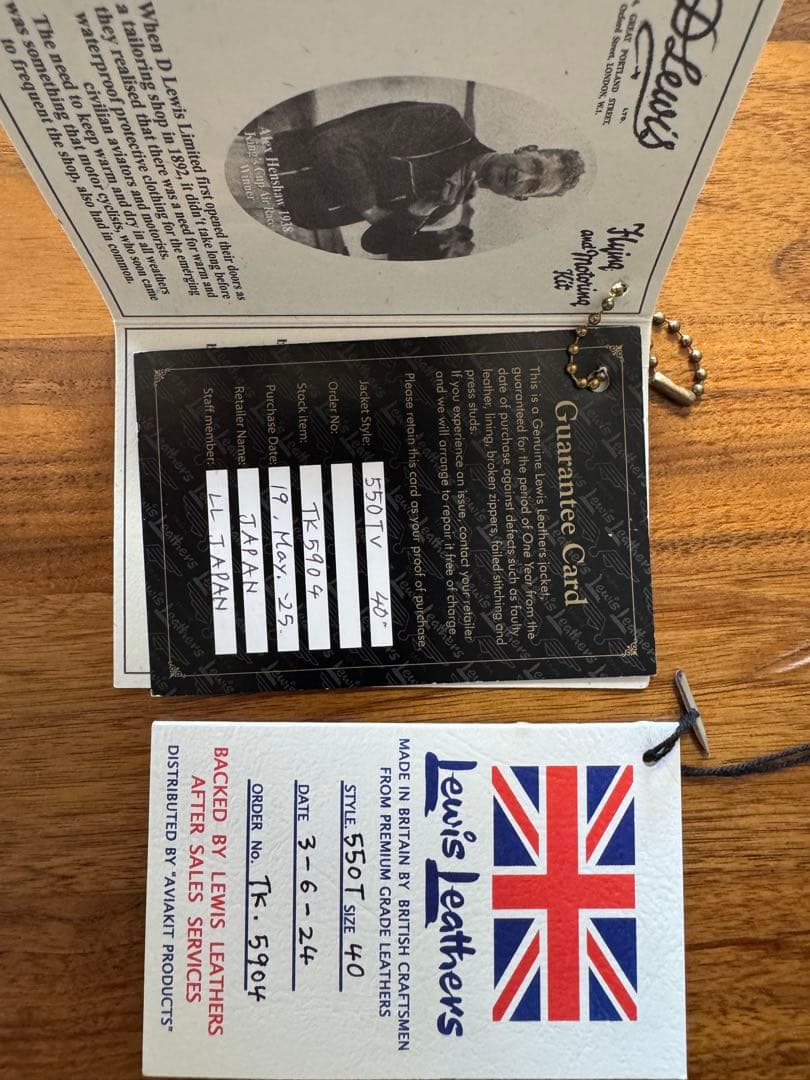 D Lewis
LTD.
GREAT PORTLAND STREET,
Oxford Street, LONDON, W.1.
Flying
and Motoring
Kit
Alex Henshaw 1938
King's Cup Air Race
Winner
When D Lewis Limited first opened their doors as
a tailoring shop in 1892, it didn't take long before
they realised that there was a need for warm and
waterproof protective clothing for the emerging
civilian aviators and motorists.
The need to keep warm and dry in all weathers
was something that motor cyclists, who soon came
to frequent the shop, also had in common.
Guarantee Card
This is a Genuine Lewis Leathers jacket,
guaranteed for the period of One Year from the
date of purchase against defects such as faulty
leather, lining, broken zippers, failed stitching and
press studs.
If you experience an issue, contact your retailer
and we will arrange to repair it free of charge.
Please retain this card as your proof of purchase.
Jacket Style: 550TV 40"
Order No:
Stock Item: TK5904
Purchase Date: 19, May. -25.
Retailer Name: JAPAN
Staff member: LL JAPAN
Lewis Leathers
MADE IN BRITAIN BY BRITISH CRAFTSMEN
FROM PREMIUM GRADE LEATHERS
STYLE. 550T SIZE 40
DATE 3-6-24
ORDER No. TK. 5904
BACKED BY LEWIS LEATHERS
AFTER SALES SERVICES
DISTRIBUTED BY "AVIAKIT PRODUCTS"